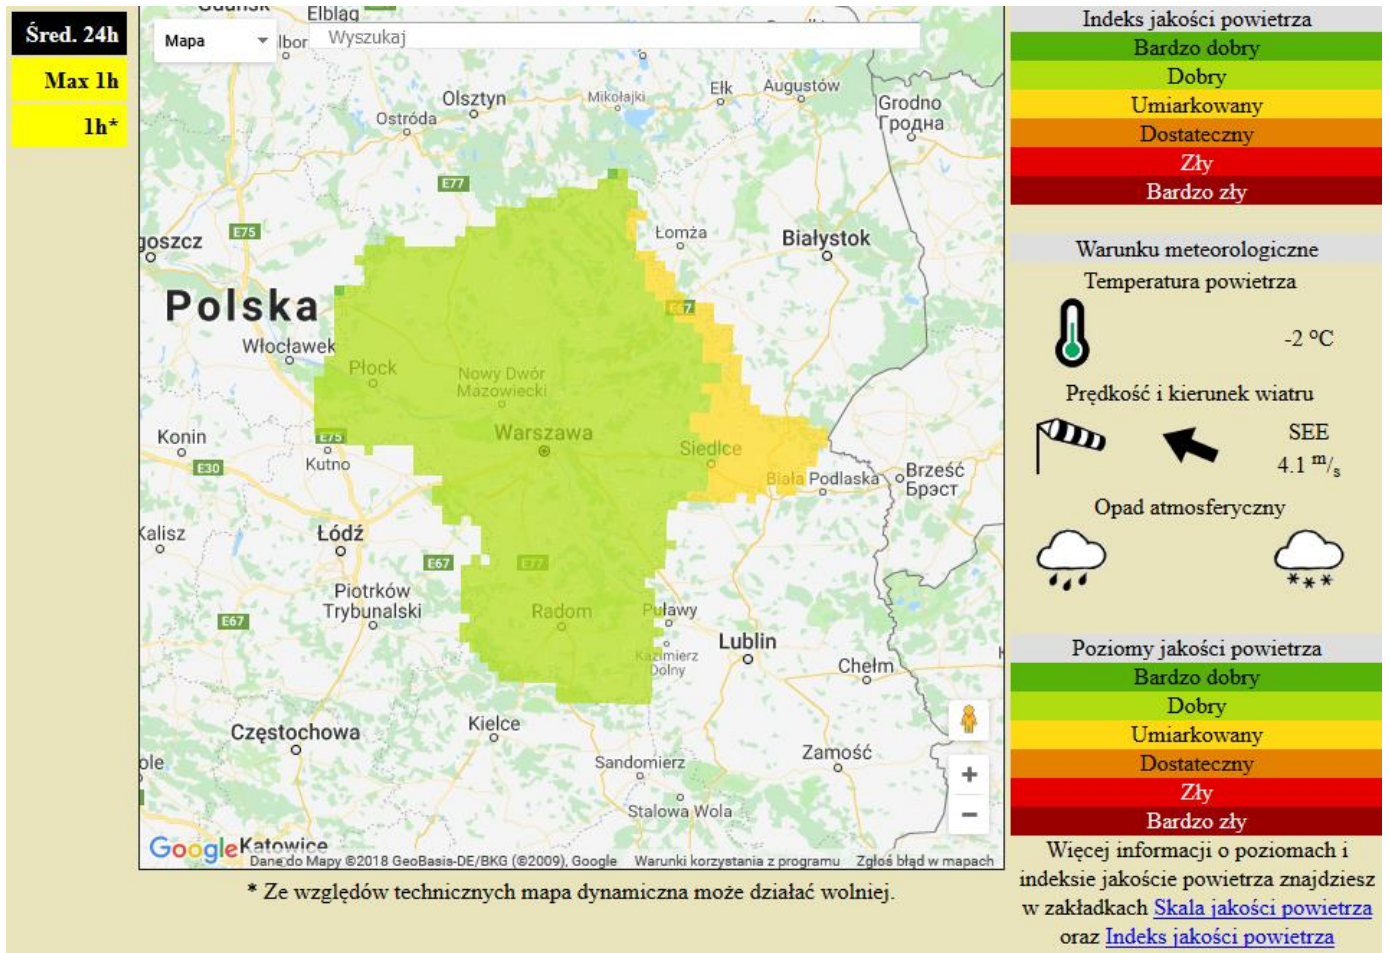 Śred. 24h
Max 1h
1h*
Mapa
Wyszukaj
Gdańsk
Elbląg
lbor
Olsztyn
Mikołajki
Ełk
Augustów
Ostróda
Grodno
Гродна
E77
E75
goszcz
Łomża
Białystok
Polska
E67
Włocławek
Płock
Nowy Dwór
Mazowiecki
Konin
E75
Warszawa
Siedlce
E30
Kutno
Biała Podlaska
Brześć
Брэст
Kalisz
Łódź
E67
E77
Piotrków
Trybunalski
E67
Radom
Puławy
Lublin
Kazimierz
Dolny
Chełm
Częstochowa
Kielce
Zamość
ole
Sandomierz
Stalowa Wola
Google
Katowice
Dane do Mapy ©2018 GeoBasis-DE/BKG (©2009), Google
Warunki korzystania z programu
Zgłoś błąd w mapach
+
−
* Ze względów technicznych mapa dynamiczna może działać wolniej.
Indeks jakości powietrza
Bardzo dobry
Dobry
Umiarkowany
Dostateczny
Zły
Bardzo zły
Warunku meteorologiczne
Temperatura powietrza
-2 °C
Prędkość i kierunek wiatru
SEE
4.1 m/s
Opad atmosferyczny
Poziomy jakości powietrza
Bardzo dobry
Dobry
Umiarkowany
Dostateczny
Zły
Bardzo zły
Więcej informacji o poziomach i
indeksie jakoście powietrza znajdziesz
w zakładkach Skala jakości powietrza
oraz Indeks jakości powietrza